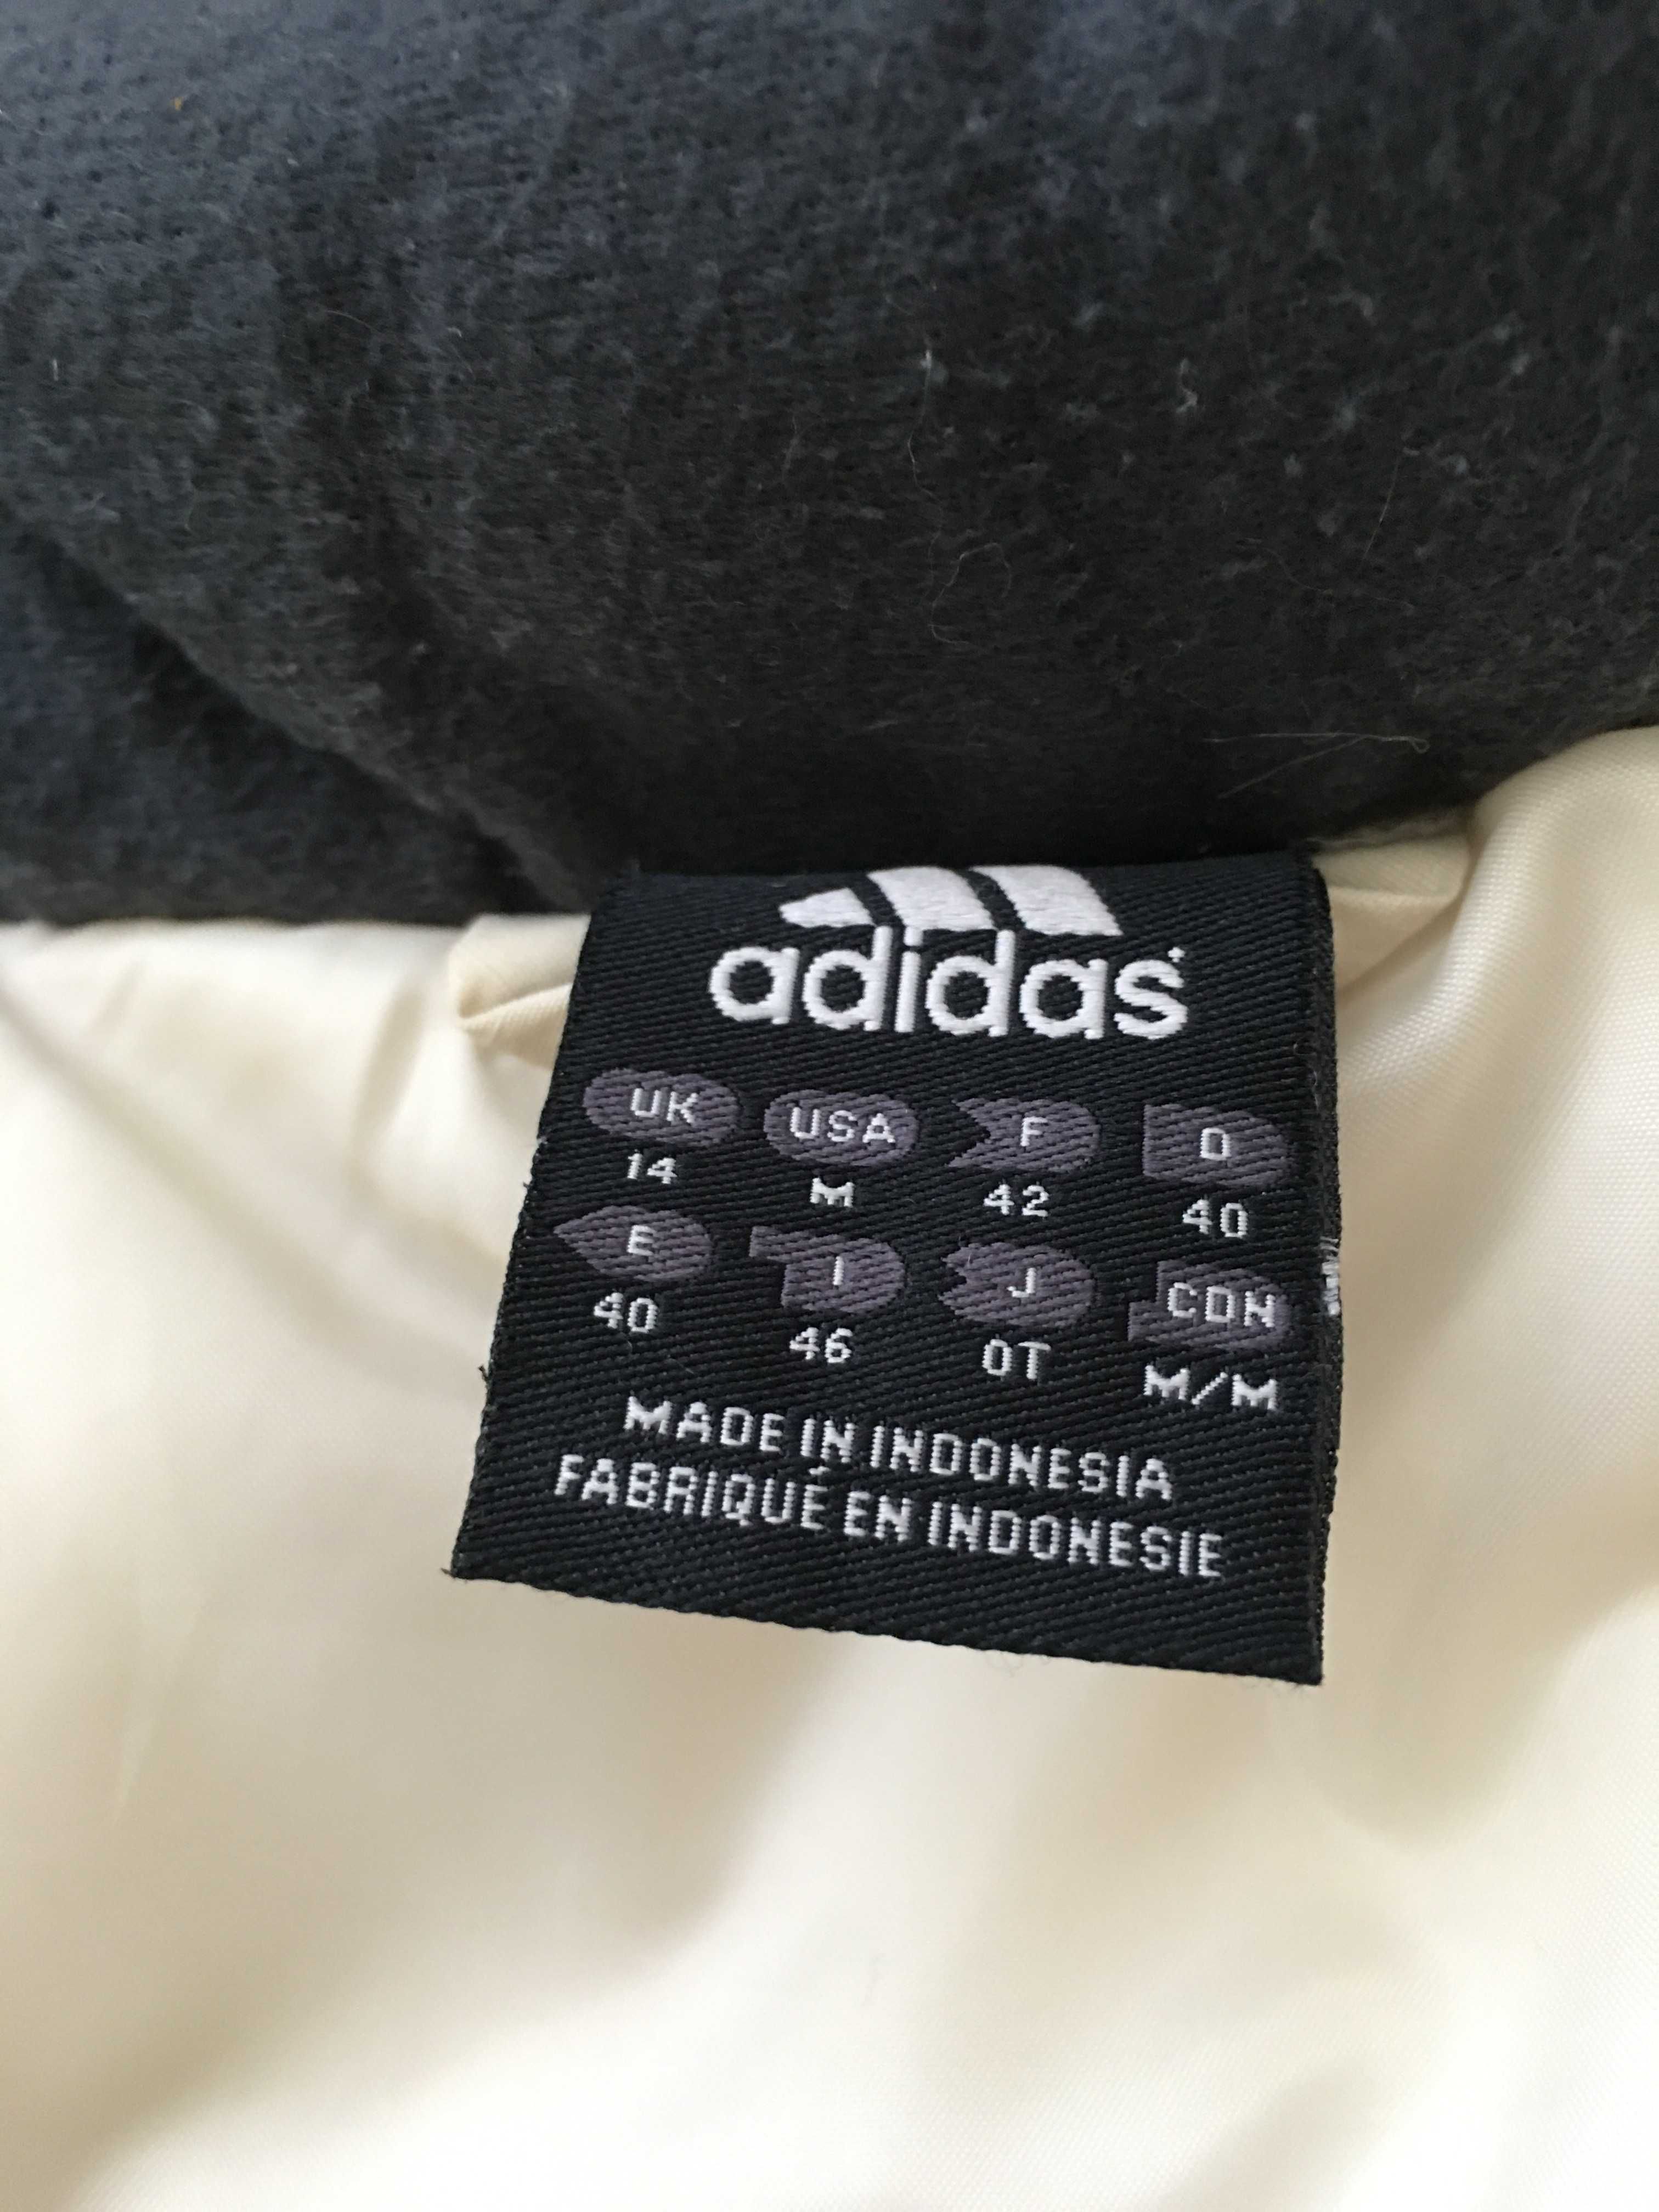 adidas
UK USA F D
14 M 42 40
E I J CDN
40 46 OT M/M
MADE IN INDONESIA
FABRIQUÉ EN INDONESIE